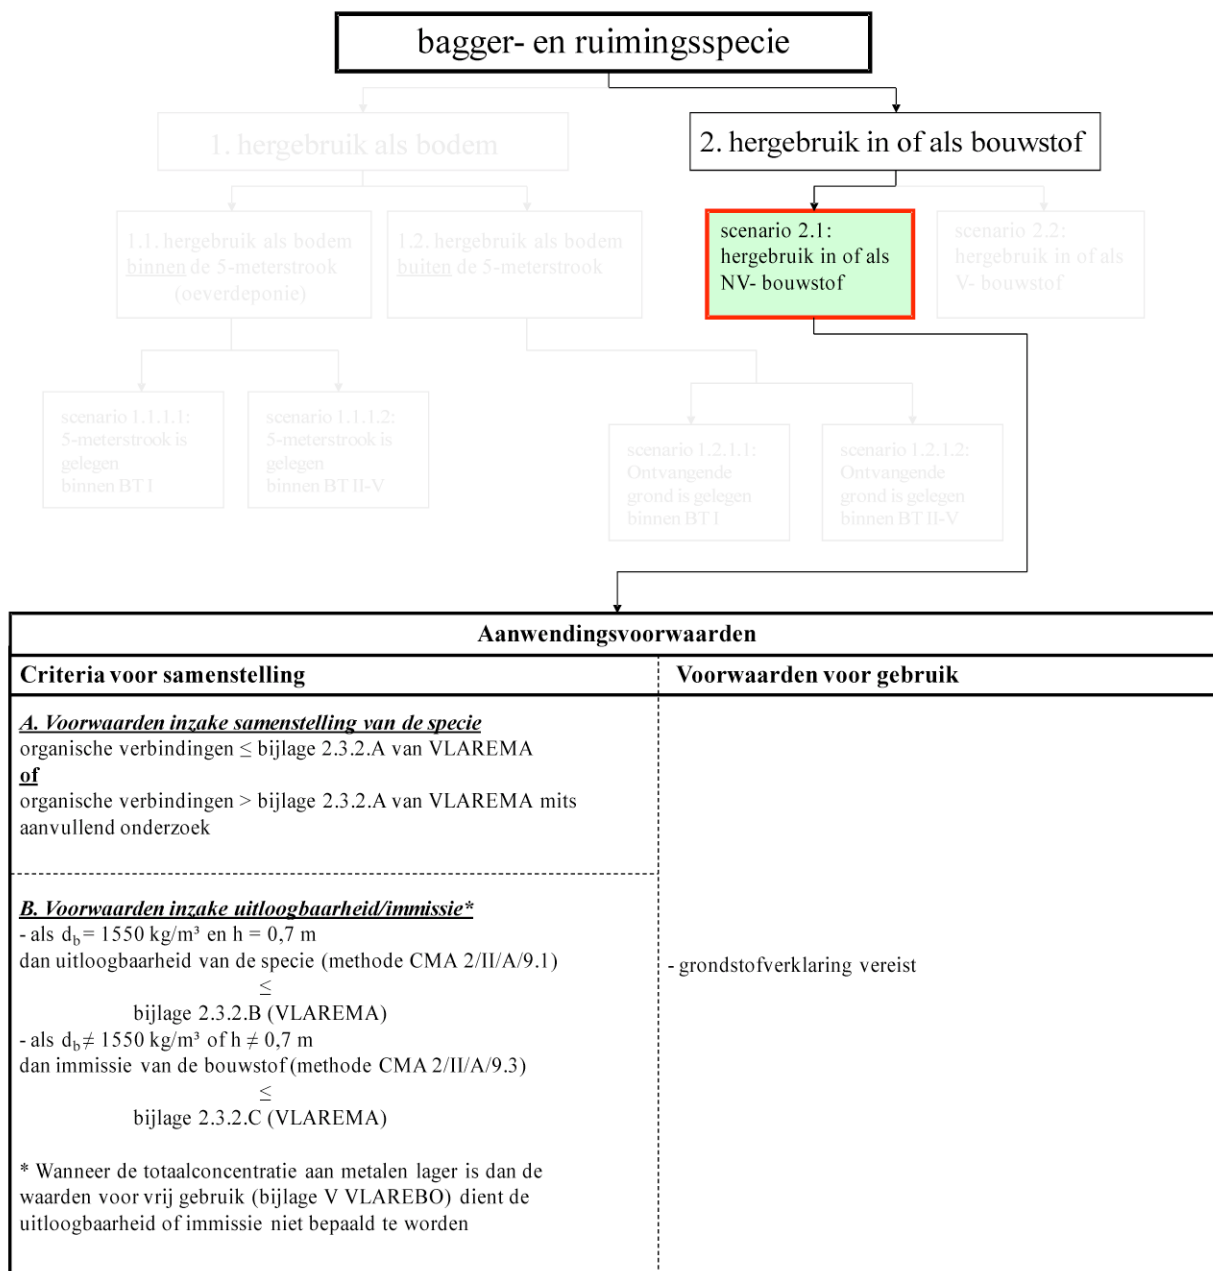 bagger- en ruimingsspecie
1. hergebruik als bodem
2. hergebruik in of als bouwstof
1.1. hergebruik als bodem
binnen de 5-meterstrook
(oeverdeponie)
1.2. hergebruik als bodem
buiten de 5-meterstrook
scenario 2.1:
hergebruik in of als
NV- bouwstof
scenario 2.2:
hergebruik in of als
V- bouwstof
scenario 1.1.1.1:
5-meterstrook is
gelegen
binnen BT I
scenario 1.1.1.2:
5-meterstrook is
gelegen
binnen BT II-V
scenario 1.2.1.1:
Ontvangende
grond is gelegen
binnen BT I
scenario 1.2.1.2:
Ontvangende
grond is gelegen
binnen BT II-V
Aanwendingsvoorwaarden
Criteria voor samenstelling
Voorwaarden voor gebruik
A. Voorwaarden inzake samenstelling van de specie
organische verbindingen ≤ bijlage 2.3.2.A van VLAREMA
of
organische verbindingen > bijlage 2.3.2.A van VLAREMA mits
aanvullend onderzoek
B. Voorwaarden inzake uitloogbaarheid/immissie*
- als db = 1550 kg/m³ en h = 0,7 m
dan uitloogbaarheid van de specie (methode CMA 2/II/A/9.1)
≤
bijlage 2.3.2.B (VLAREMA)
- als db ≠ 1550 kg/m³ of h ≠ 0,7 m
dan immissie van de bouwstof (methode CMA 2/II/A/9.3)
≤
bijlage 2.3.2.C (VLAREMA)
* Wanneer de totaalconcentratie aan metalen lager is dan de
waarden voor vrij gebruik (bijlage V VLAREBO) dient de
uitloogbaarheid of immissie niet bepaald te worden
- grondstofverklaring vereist